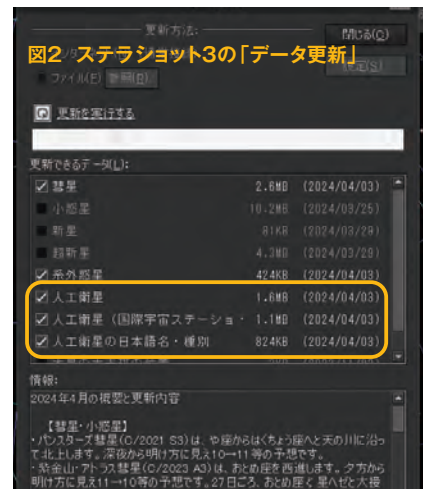 更新方法:
閉じる(C)
図2 ステラショット3の「データ更新」
ファイル(E) 参照(R)
設定(S)
更新を実行する
更新できるデータ(L):
彗星 2.6MB (2024/04/03)
小惑星 10.2MB (2024/03/25)
新星 81KB (2024/03/29)
超新星 4.3MB (2024/03/29)
系外惑星 424KB (2024/04/03)
人工衛星 1.6MB (2024/04/03)
人工衛星（国際宇宙ステーショ・ 1.1MB (2024/04/03)
人工衛星の日本語名・種別 824KB (2024/04/03)
情報:
2024年4月の概要と更新内容
【彗星・小惑星】
・パンスターズ彗星(C/2021 S3)は、や座からはくちょう座へと天の川に沿っ
て北上します。深夜から明け方に見え10→11等の予想です。
・紫金山・アトラス彗星(C/2023 A3)は、おとめ座を西進します。夕方から
明け方に見え11→10等の予想です。27日ごろ、おとめ座ζ星へぜと大接